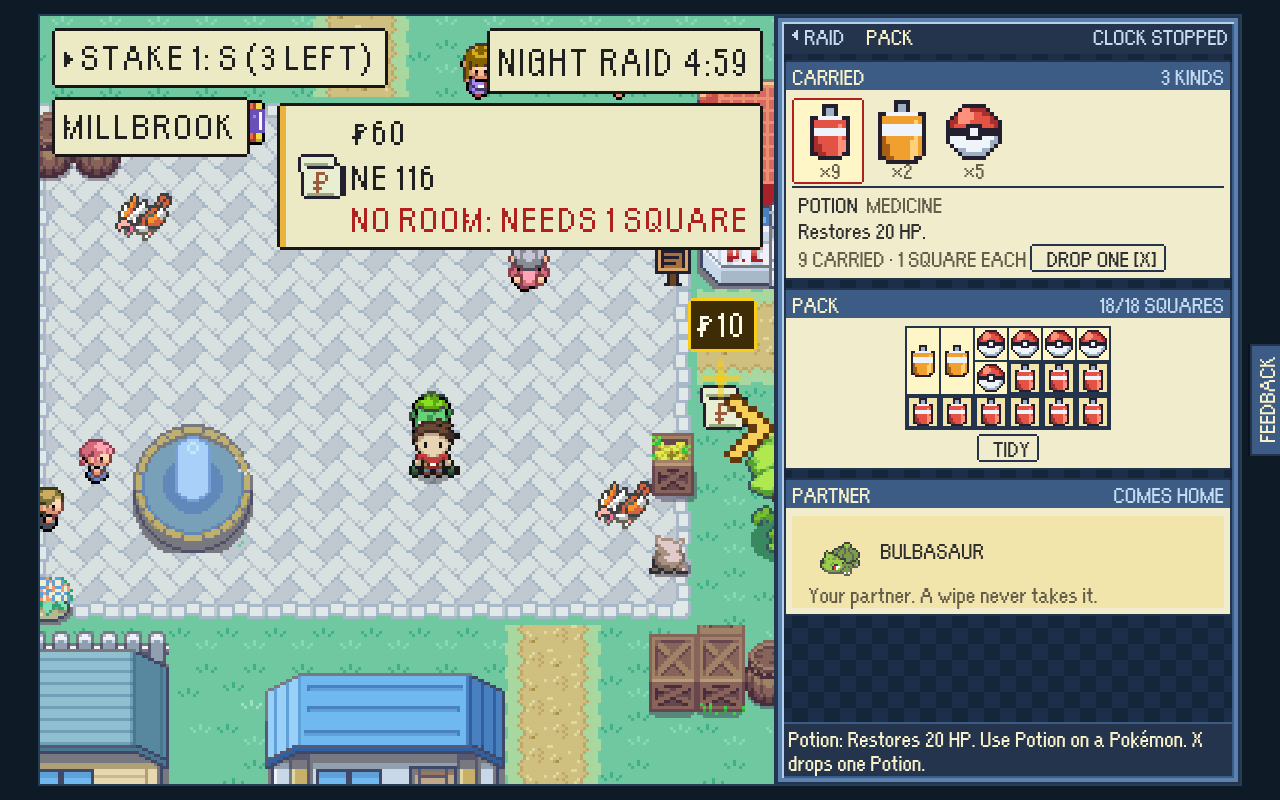 STAKE 1: S (3 LEFT)
NIGHT RAID 4:59
MILLBROOK
₽60
NE 116
NO ROOM: NEEDS 1 SQUARE
₽10
RAID PACK CLOCK STOPPED
CARRIED 3 KINDS
×9 ×2 ×5
POTION MEDICINE
Restores 20 HP.
9 CARRIED · 1 SQUARE EACH DROP ONE [X]
PACK 18/18 SQUARES
TIDY
PARTNER COMES HOME
BULBASAUR
Your partner. A wipe never takes it.
Potion: Restores 20 HP. Use Potion on a Pokémon. X
drops one Potion.
FEEDBACK